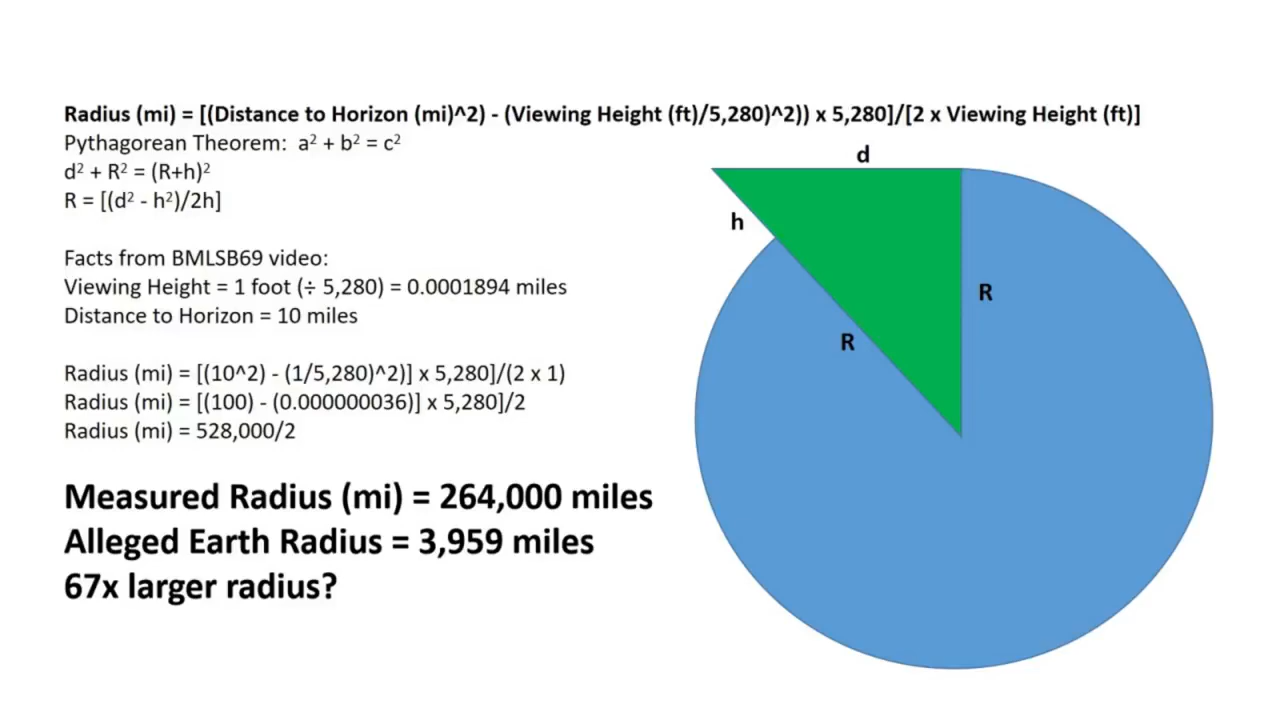 Radius (mi) = [(Distance to Horizon (mi)^2) - (Viewing Height (ft)/5,280)^2)) x 5,280]/[2 x Viewing Height (ft)]
Pythagorean Theorem: a² + b² = c²
d² + R² = (R+h)²
R = [(d² - h²)/2h]
Facts from BMLSB69 video:
Viewing Height = 1 foot (÷ 5,280) = 0.0001894 miles
Distance to Horizon = 10 miles
Radius (mi) = [(10^2) - (1/5,280)^2)] x 5,280]/(2 x 1)
Radius (mi) = [(100) - (0.000000036)] x 5,280]/2
Radius (mi) = 528,000/2
Measured Radius (mi) = 264,000 miles
Alleged Earth Radius = 3,959 miles
67x larger radius?
d
h
R
R